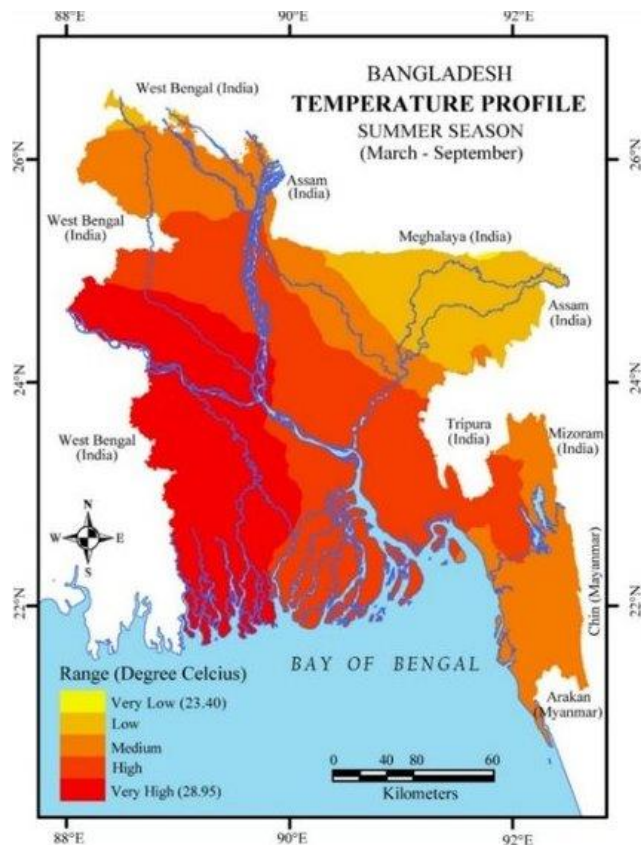 88°E
90°E
92°E
BANGLADESH
TEMPERATURE PROFILE
SUMMER SEASON
(March - September)
West Bengal (India)
26°N
26°N
Assam
(India)
West Bengal
(India)
Meghalaya (India)
Assam
(India)
24°N
24°N
West Bengal
(India)
Tripura
(India)
Mizoram
(India)
N
W
E
S
Chin (Mayanmar)
22°N
22°N
BAY OF BENGAL
Arakan
(Myanmar)
Range (Degree Celcius)
Very Low (23.40)
Low
Medium
High
Very High (28.95)
0
40
80
60
Kilometers
88°E
90°E
92°E